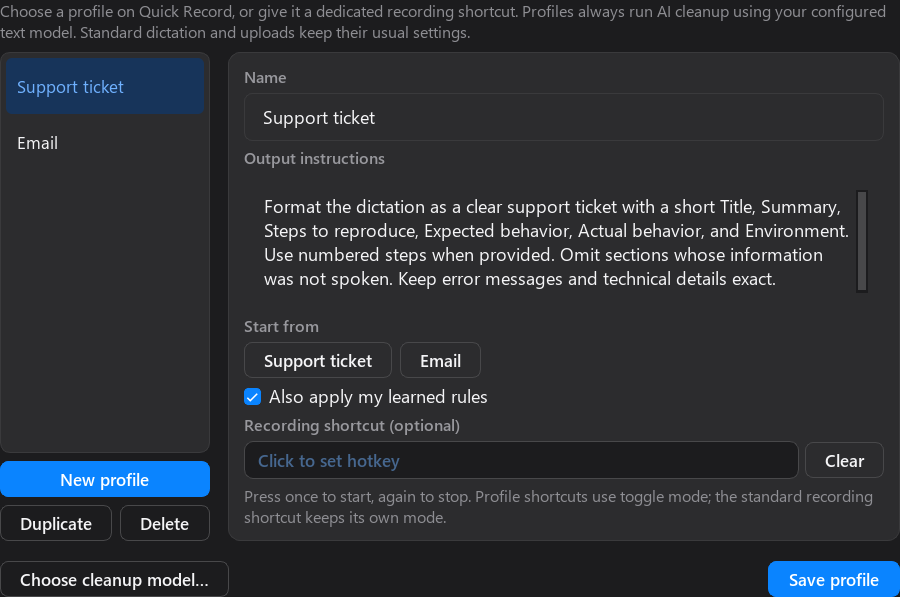 Choose a profile on Quick Record, or give it a dedicated recording shortcut. Profiles always run AI cleanup using your configured
text model. Standard dictation and uploads keep their usual settings.
Support ticket
Email
New profile
Duplicate
Delete
Choose cleanup model...
Name
Support ticket
Output instructions
Format the dictation as a clear support ticket with a short Title, Summary,
Steps to reproduce, Expected behavior, Actual behavior, and Environment.
Use numbered steps when provided. Omit sections whose information
was not spoken. Keep error messages and technical details exact.
Start from
Support ticket
Email
Also apply my learned rules
Recording shortcut (optional)
Click to set hotkey
Clear
Press once to start, again to stop. Profile shortcuts use toggle mode; the standard recording
shortcut keeps its own mode.
Save profile